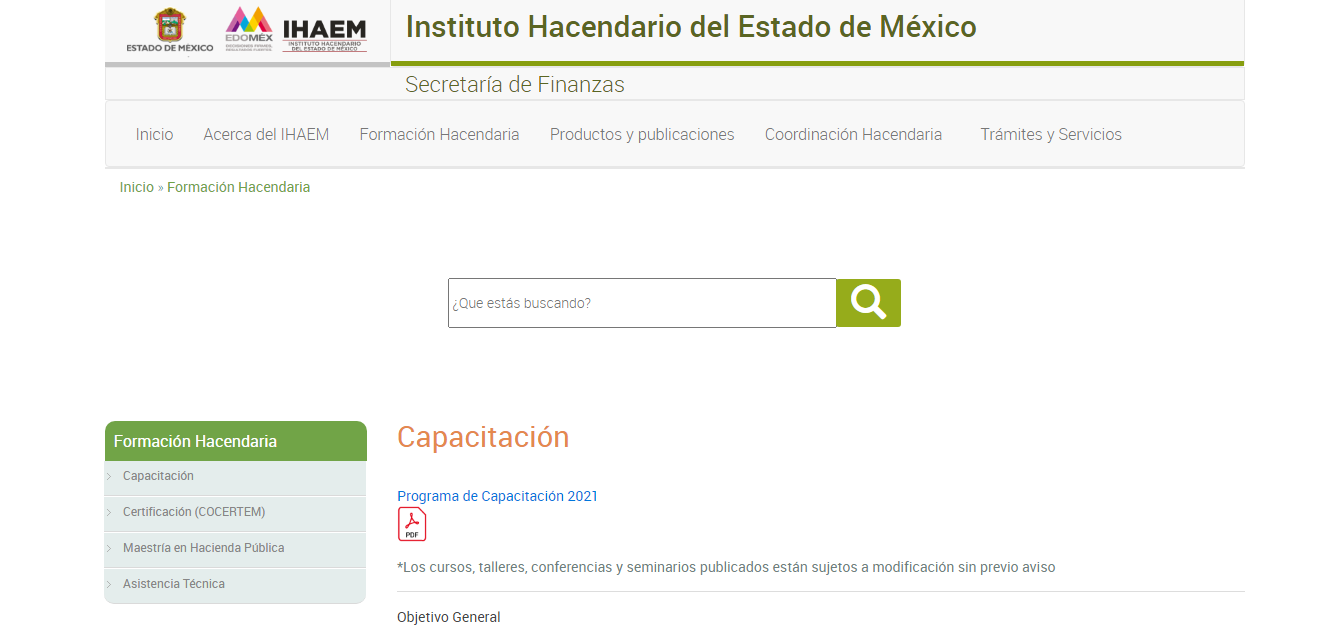 ESTADO DE MÉXICO
EDOMÉX
DECISIONES FIRMES,
RESULTADOS FUERTES.
IHAEM
INSTITUTO HACENDARIO
DEL ESTADO DE MÉXICO
Instituto Hacendario del Estado de México
Secretaría de Finanzas
Inicio Acerca del IHAEM Formación Hacendaria Productos y publicaciones Coordinación Hacendaria Trámites y Servicios
Inicio » Formación Hacendaria
¿Que estás buscando?
Formación Hacendaria
Capacitación
Certificación (COCERTEM)
Maestría en Hacienda Pública
Asistencia Técnica
Capacitación
Programa de Capacitación 2021
PDF
*Los cursos, talleres, conferencias y seminarios publicados están sujetos a modificación sin previo aviso
Objetivo General